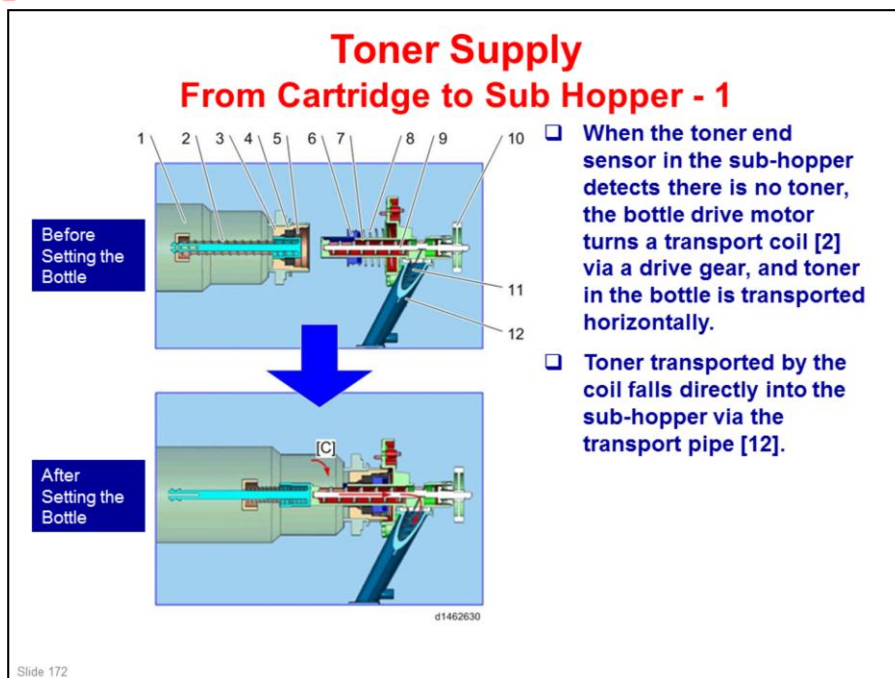 Toner Supply
From Cartridge to Sub Hopper - 1
1 2 3 4 5 6 7 8 9 10
11
12
Before
Setting the
Bottle
[C]
After
Setting the
Bottle
d1462630
❑ When the toner end
sensor in the sub-hopper
detects there is no toner,
the bottle drive motor
turns a transport coil [2]
via a drive gear, and toner
in the bottle is transported
horizontally.
❑ Toner transported by the
coil falls directly into the
sub-hopper via the
transport pipe [12].
Slide 172